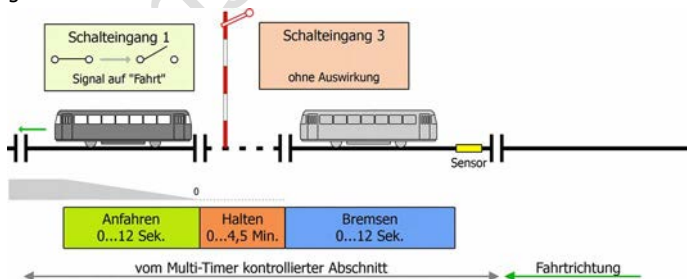 Schalteingang 1
Signal auf "Fahrt"
Schalteingang 3
ohne Auswirkung
Sensor
0
Anfahren
0...12 Sek.
Halten
0...4,5 Min.
Bremsen
0...12 Sek.
vom Multi-Timer kontrollierter Abschnitt
Fahrtrichtung